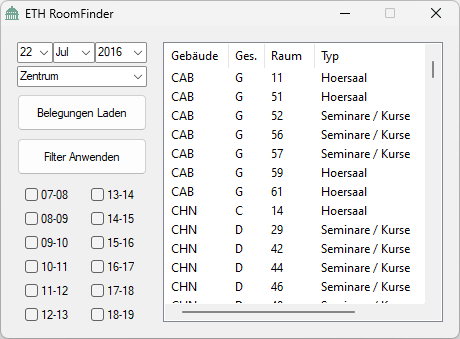 ETH RoomFinder
22 Jul 2016
Zentrum
Belegungen Laden
Filter Anwenden
07-08 13-14
08-09 14-15
09-10 15-16
10-11 16-17
11-12 17-18
12-13 18-19
Gebäude Ges. Raum Typ
CAB G 11 Hoersaal
CAB G 51 Hoersaal
CAB G 52 Seminare / Kurse
CAB G 56 Seminare / Kurse
CAB G 57 Seminare / Kurse
CAB G 59 Hoersaal
CAB G 61 Hoersaal
CHN C 14 Hoersaal
CHN D 29 Seminare / Kurse
CHN D 42 Seminare / Kurse
CHN D 44 Seminare / Kurse
CHN D 46 Seminare / Kurse
CHN D 48 Seminare / Kurse